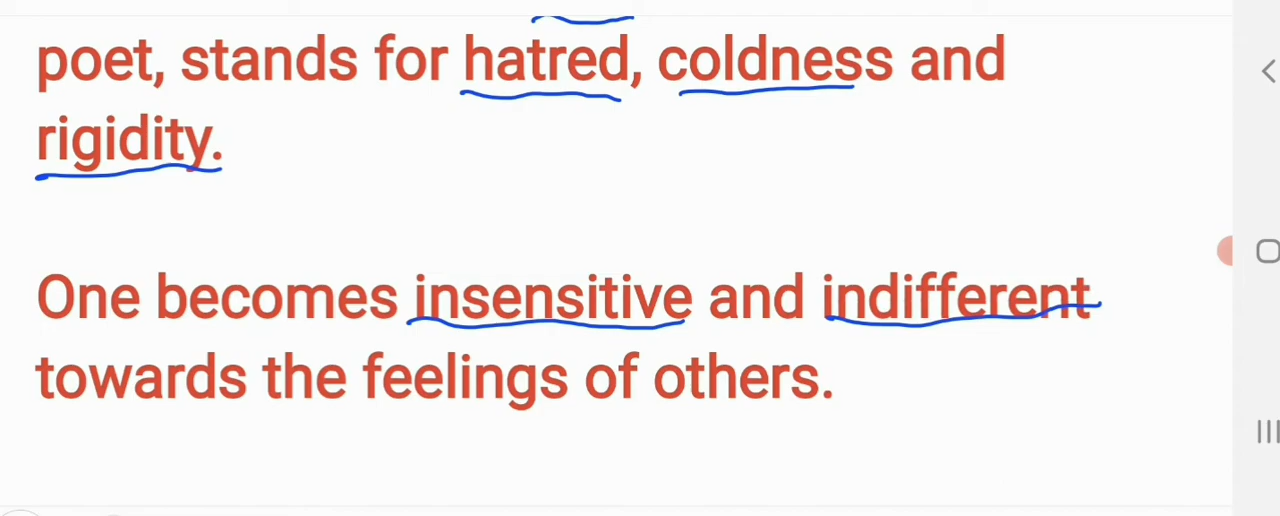 poet, stands for hatred, coldness and
rigidity.
One becomes insensitive and indifferent
towards the feelings of others.